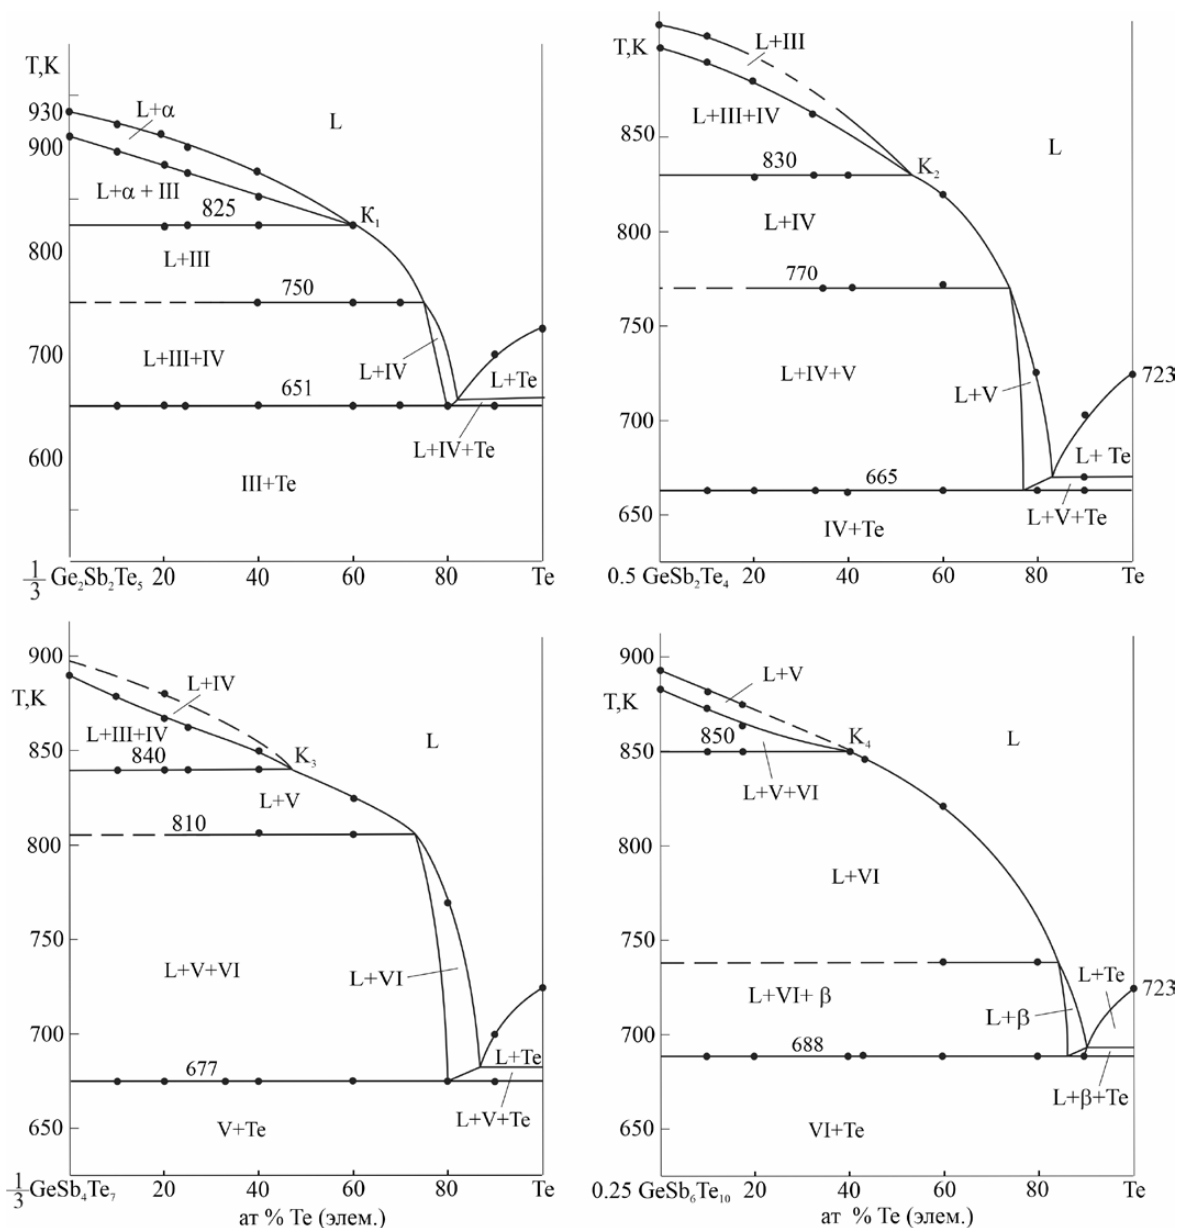 T,K
930
900
800
700
600
L+α
L
L+α + III
825
K₁
L+III
750
L+III+IV
L+IV
651
L+Te
L+IV+Te
III+Te
1/3 Ge₂Sb₂Te₅ 20 40 60 80 Te
T,K
850
800
750
700
650
L+III
L+III+IV
L
830
K₂
L+IV
770
L+IV+V
L+V
723
L+ Te
665
L+V+Te
IV+Te
0.5 GeSb₂Te₄ 20 40 60 80 Te
900
T,K
850
800
750
700
650
L+IV
L+III+IV
840
K₃
L
L+V
810
L+V+VI
L+VI
L+Te
677
L+V+Te
V+Te
1/3 GeSb₄Te₇ 20 40 60 80 Te
ат % Te (элем.)
900
T,K
850
800
750
700
650
L+V
850
K₄
L
L+V+VI
L+VI
L+VI+ β
L+β
L+Te
723
688
L+β+Te
VI+Te
0.25 GeSb₆Te₁₀ 20 40 60 80 Te
ат % Te (элем.)